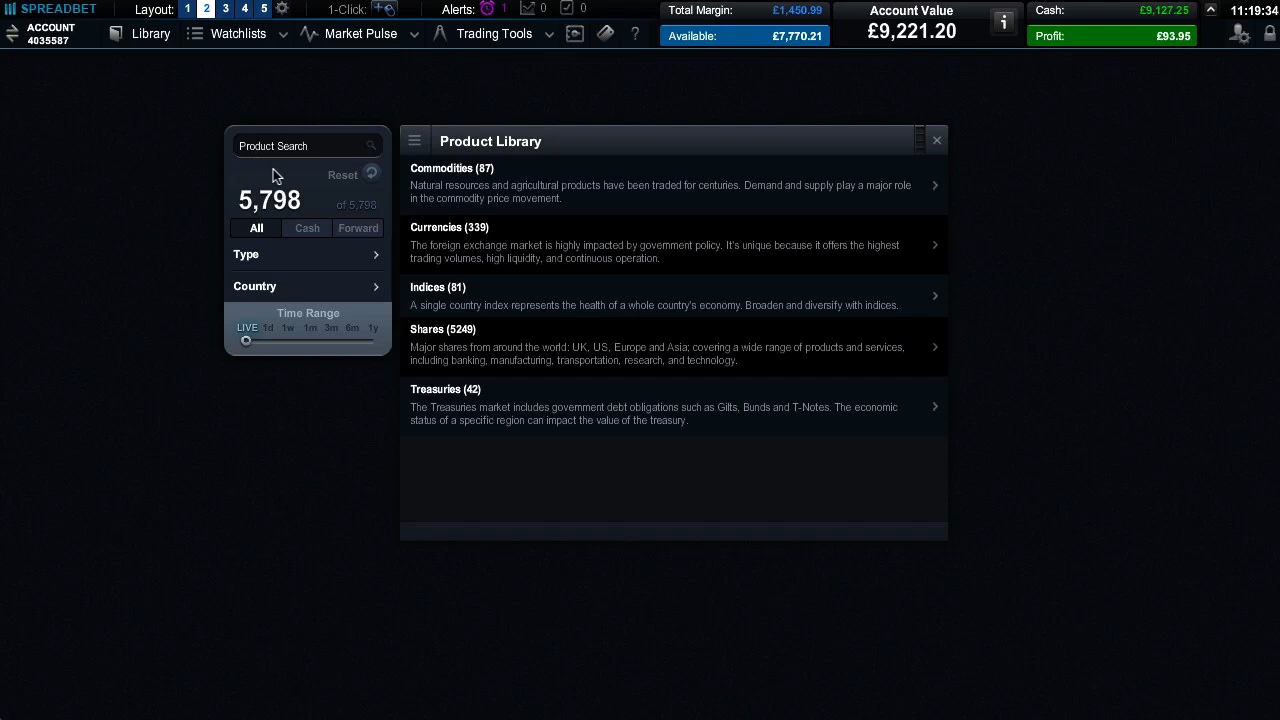 SPREADBET
Layout: 1 2 3 4 5
1-Click:
Alerts: 1 0 0
Total Margin: £1,450.99
Account Value
Cash: £9,127.25
11:19:34
ACCOUNT
4035587
Library
Watchlists
Market Pulse
Trading Tools
?
Available: £7,770.21
£9,221.20
i
Profit: £93.95
Product Search
Reset
5,798 of 5,798
All Cash Forward
Type
Country
Time Range
LIVE 1d 1w 1m 3m 6m 1y
Product Library
Commodities (87)
Natural resources and agricultural products have been traded for centuries. Demand and supply play a major role
in the commodity price movement.
Currencies (339)
The foreign exchange market is highly impacted by government policy. It's unique because it offers the highest
trading volumes, high liquidity, and continuous operation.
Indices (81)
A single country index represents the health of a whole country's economy. Broaden and diversify with indices.
Shares (5249)
Major shares from around the world: UK, US, Europe and Asia; covering a wide range of products and services,
including banking, manufacturing, transportation, research, and technology.
Treasuries (42)
The Treasuries market includes government debt obligations such as Gilts, Bunds and T-Notes. The economic
status of a specific region can impact the value of the treasury.